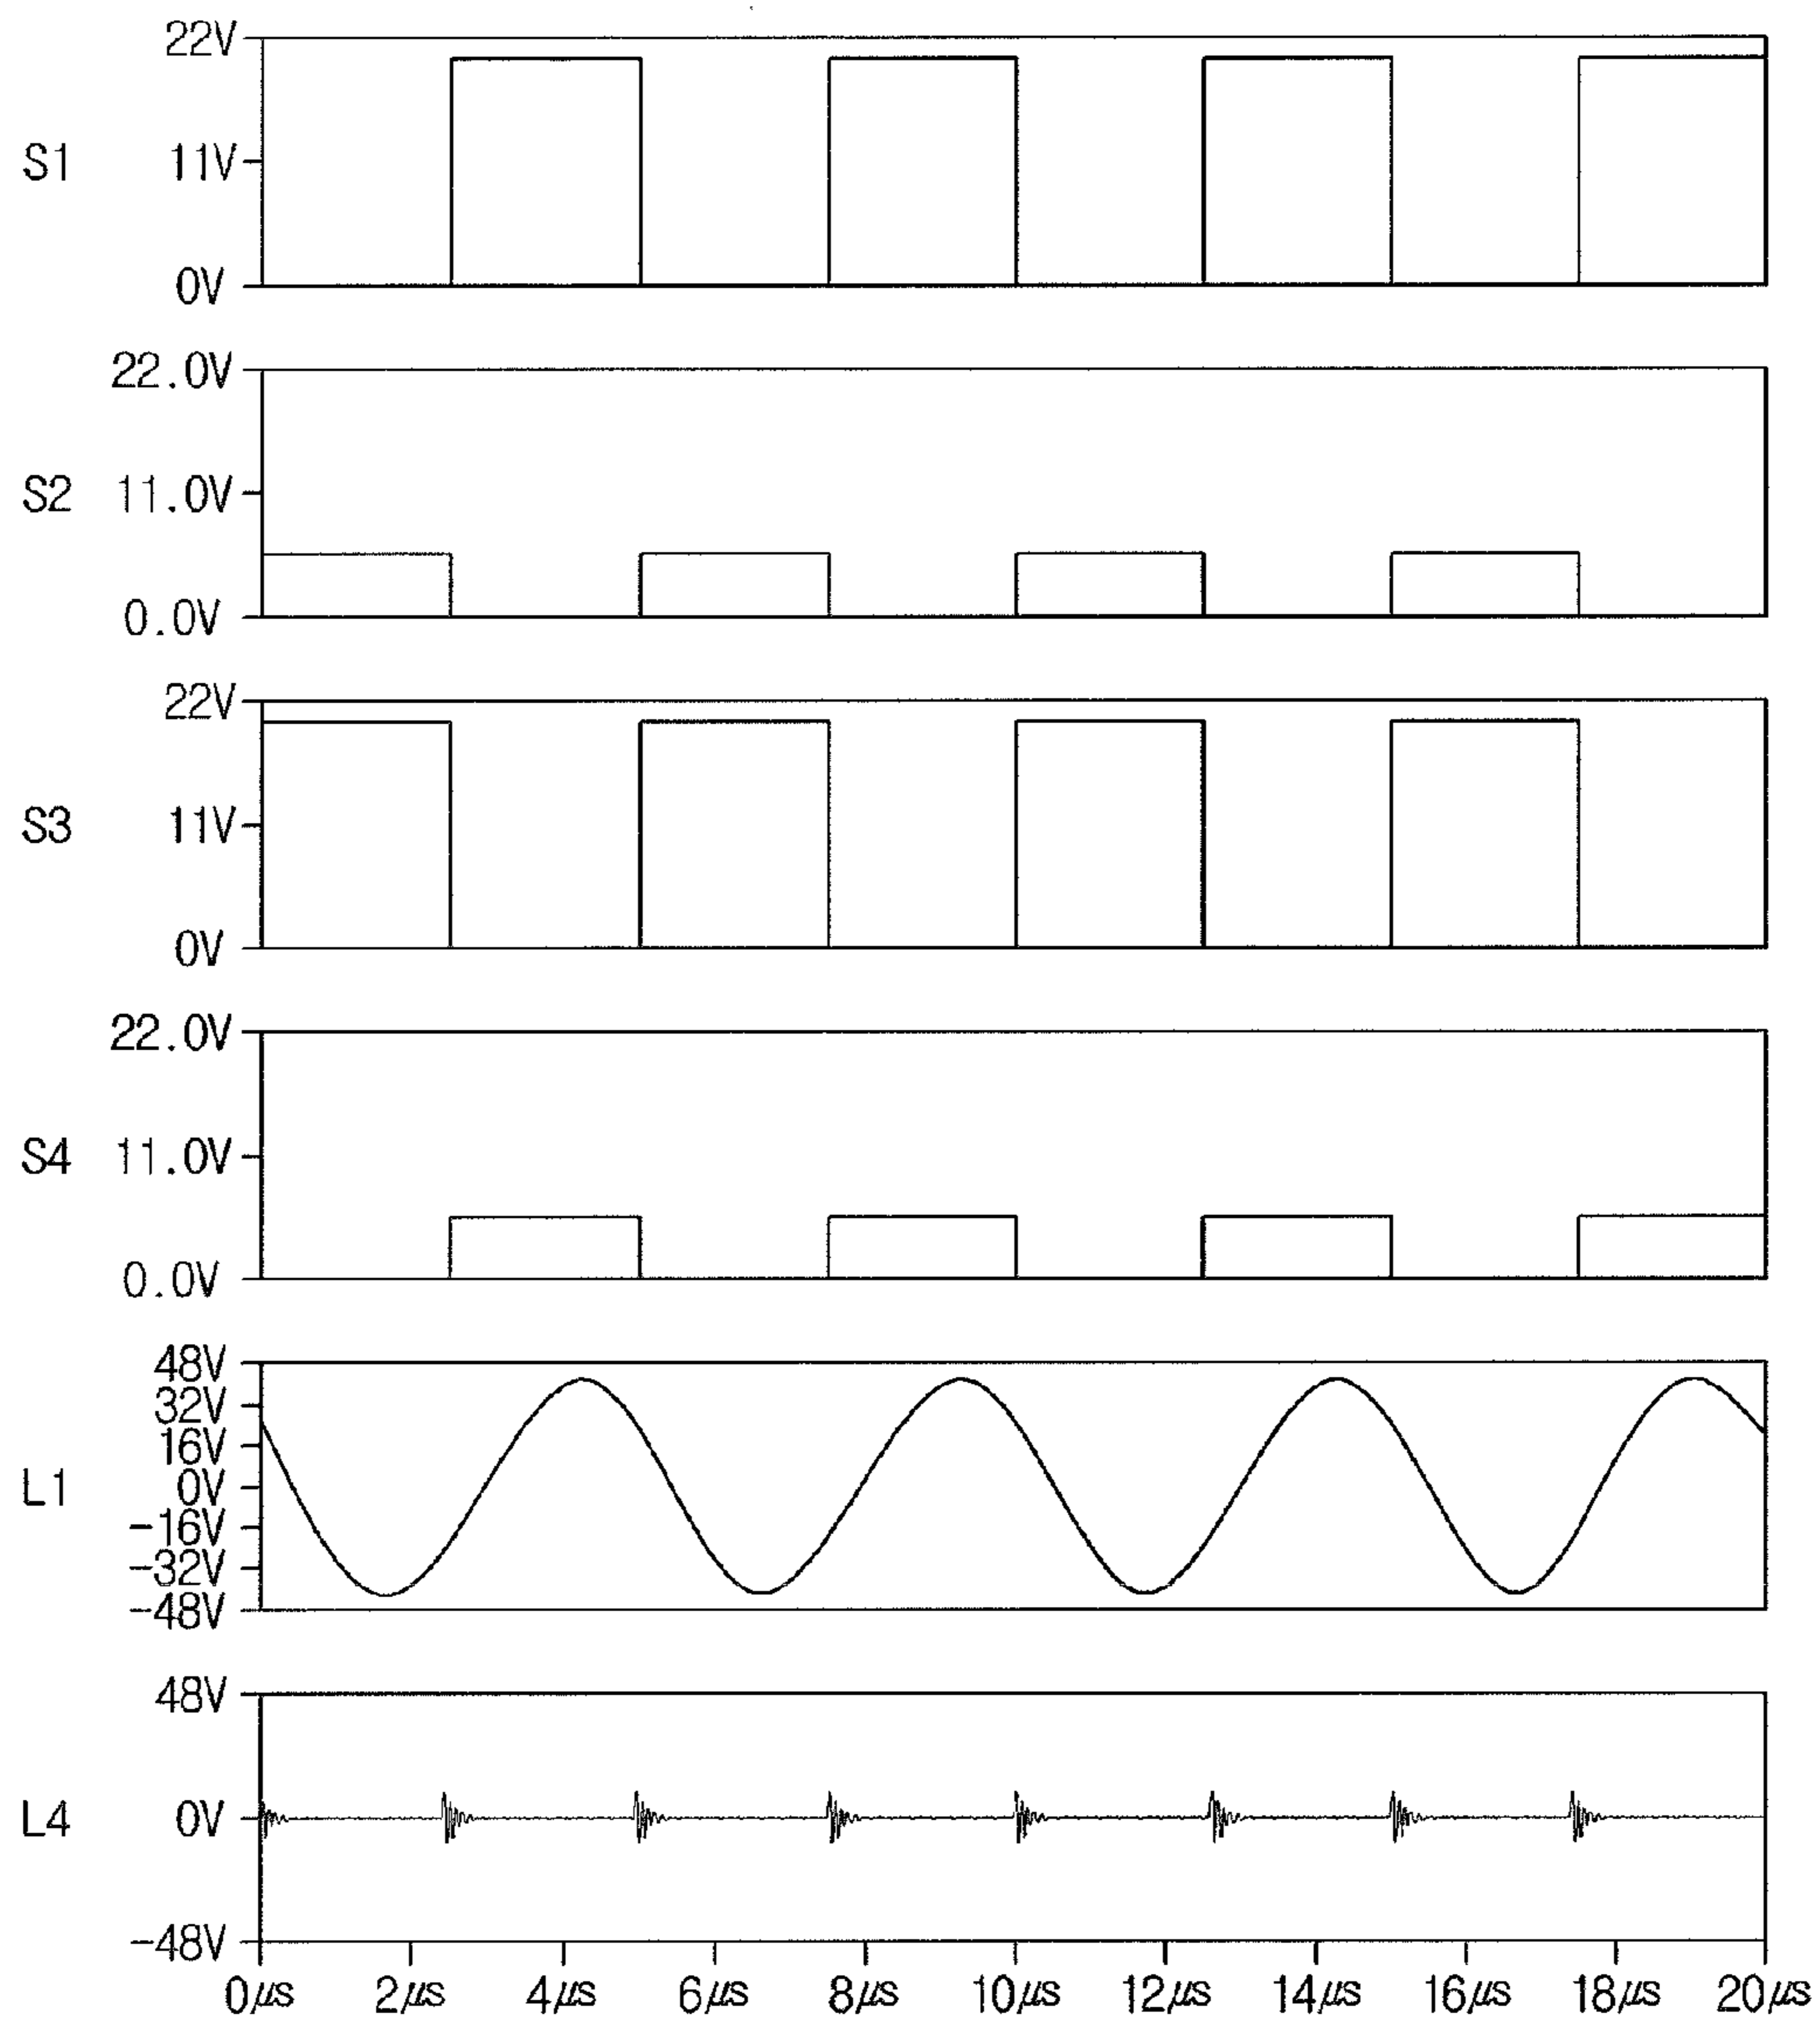 22V
S1 11V
0V
22.0V
S2 11.0V
0.0V
22V
S3 11V
0V
22.0V
S4 11.0V
0.0V
48V
32V
16V
L1 0V
-16V
-32V
-48V
48V
L4 0V
-48V
0㎲ 2㎲ 4㎲ 6㎲ 8㎲ 10㎲ 12㎲ 14㎲ 16㎲ 18㎲ 20㎲